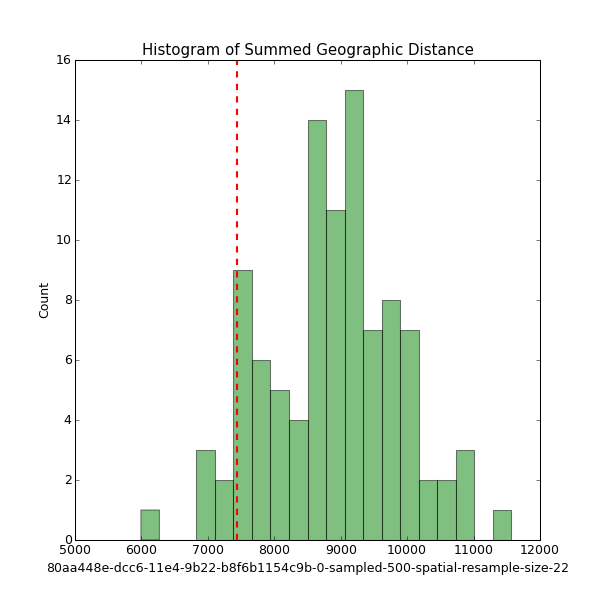 Histogram of Summed Geographic Distance
16
14
12
10
8
6
4
2
0
Count
5000 6000 7000 8000 9000 10000 11000 12000
80aa448e-dcc6-11e4-9b22-b8f6b1154c9b-0-sampled-500-spatial-resample-size-22